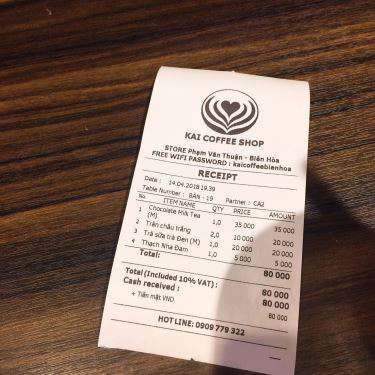 KAI COFFEE SHOP
STORE Phạm Văn Thuận - Biên Hòa
FREE WIFI PASSWORD : kaicoffeebienhoa
RECEIPT
Date : 14.04.2018 19.39
Table Number : BÀN - 19 Partner : CA2
No. ITEM NAME QTY PRICE AMOUNT
1 Chocolate Milk Tea (M) 1,0 35 000 35 000
2 Trân châu trắng 2,0 10 000 20 000
3 Trà sữa trà Đen (M) 1,0 20 000 20 000
4 Thạch Nha Đam 1,0 5 000 5 000
Total: 80 000
Total (Included 10% VAT) : 80 000
Cash received : 80 000
+ Tiền mặt VND 80 000
HOT LINE: 0909 779 322